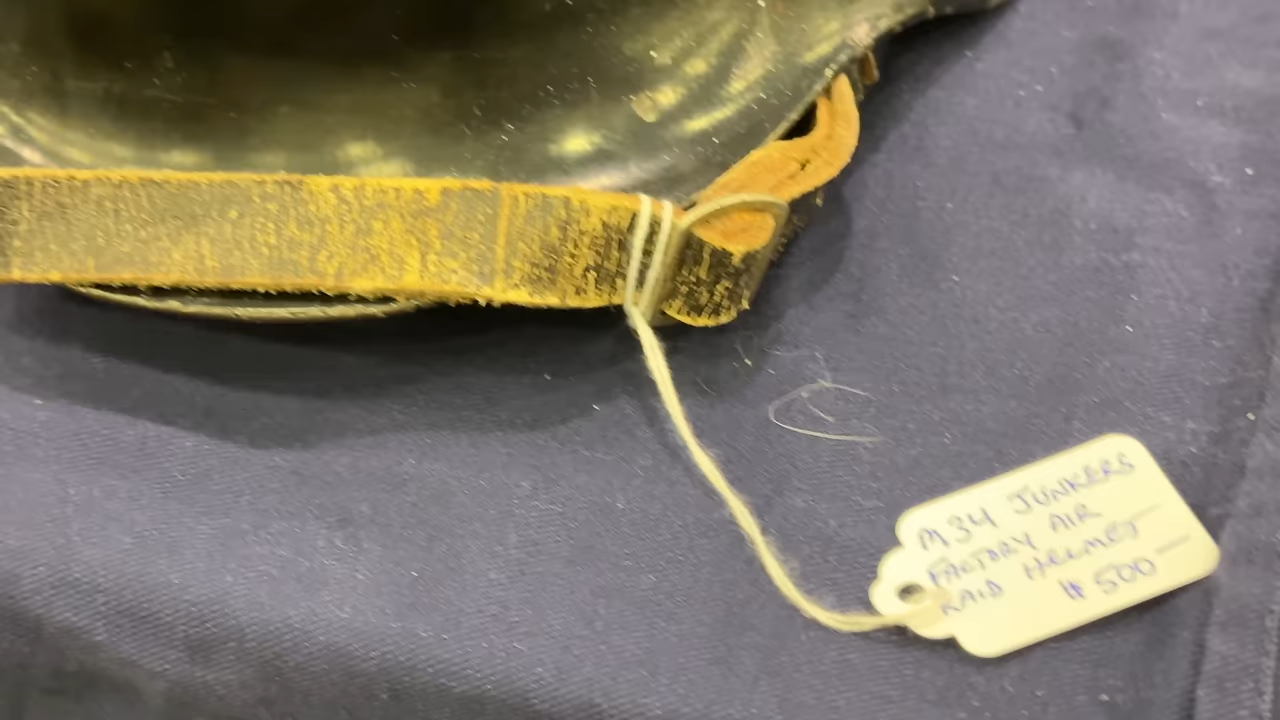 M34 JUNKERS
FACTORY AIR
RAID HELMET
$500—